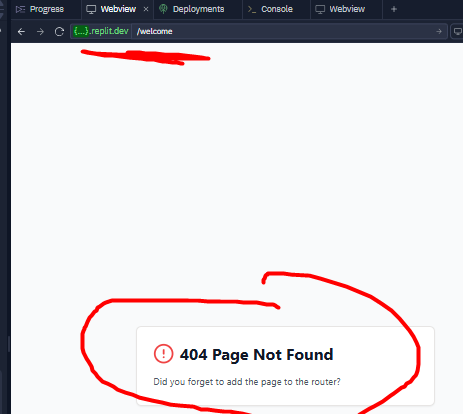 Progress Webview × Deployments Console Webview +
{...}.replit.dev /welcome
404 Page Not Found
Did you forget to add the page to the router?